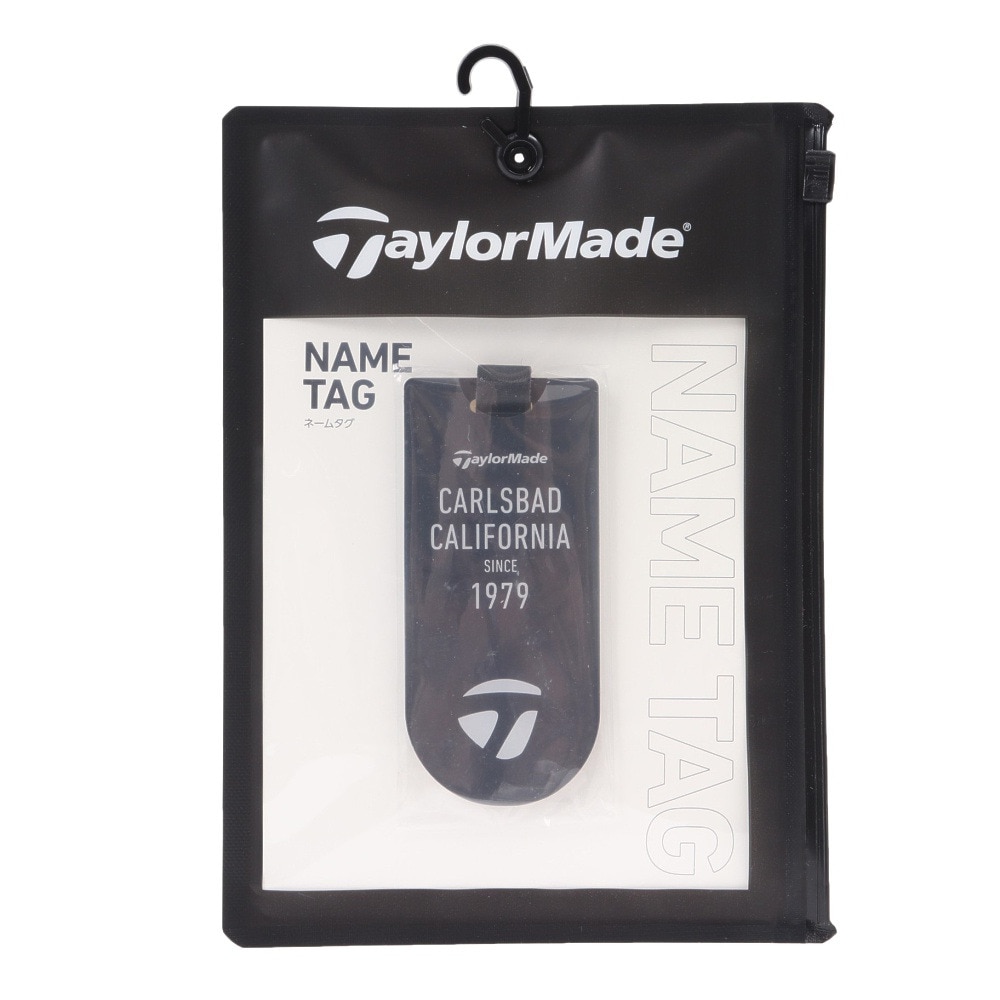 TaylorMade®
NAME
TAG
ネームタグ
NAME TAG
TaylorMade
CARLSBAD
CALIFORNIA
SINCE
1979